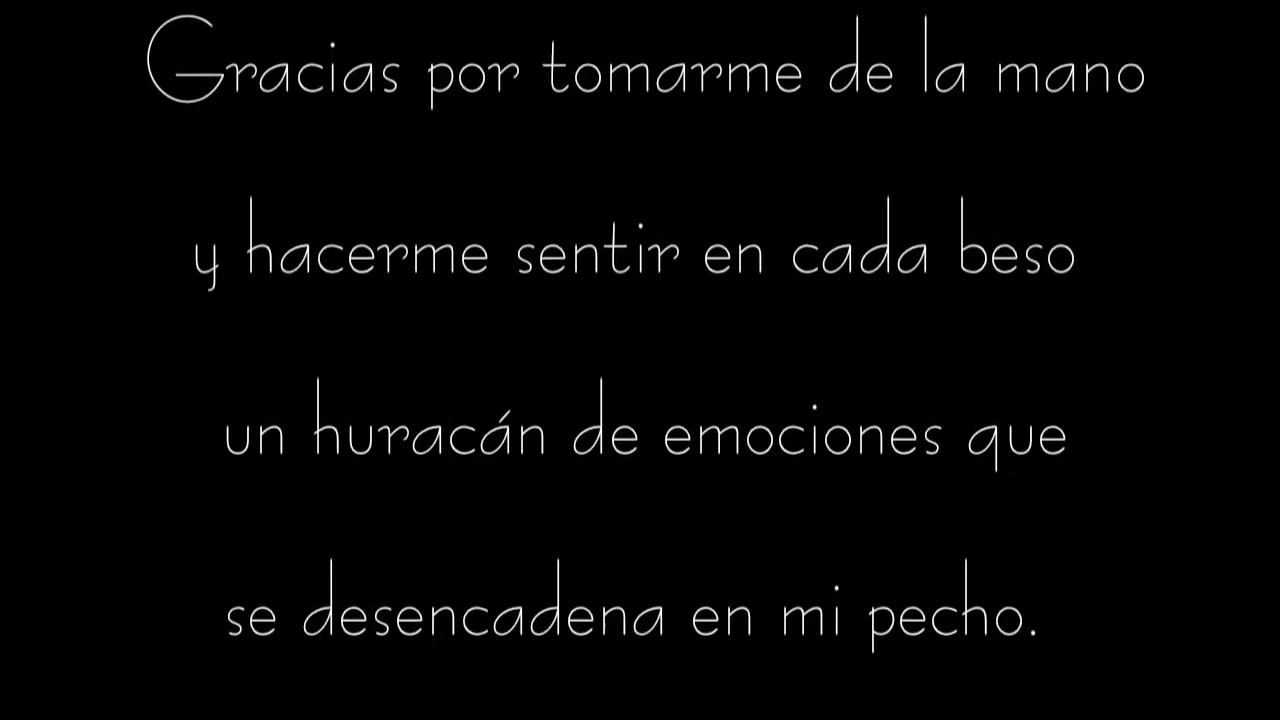 Gracias por tomarme de la mano
y hacerme sentir en cada beso
un huracán de emociones que
se desencadena en mi pecho.